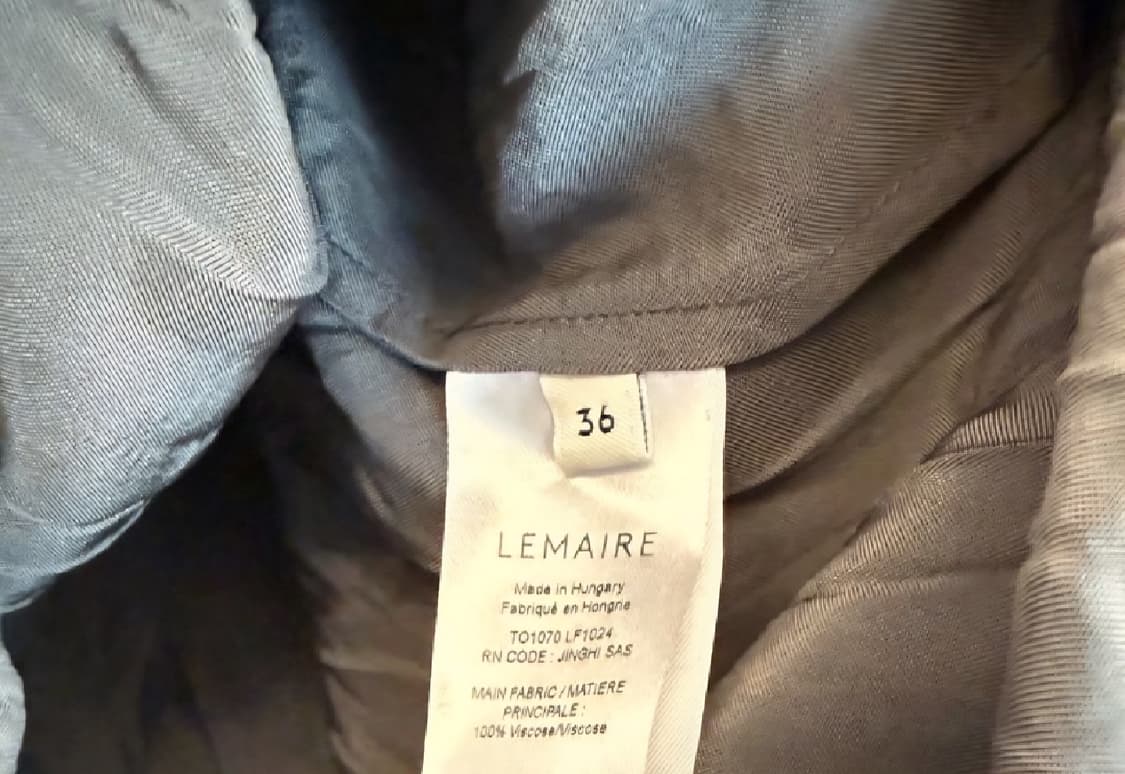 36
LEMAIRE
Made in Hungary
Fabriqué en Hongrie
TO1070 LF1024
RN CODE : JINGHI SAS
MAIN FABRIC / MATIERE
PRINCIPALE :
100% Viscose/Viscose